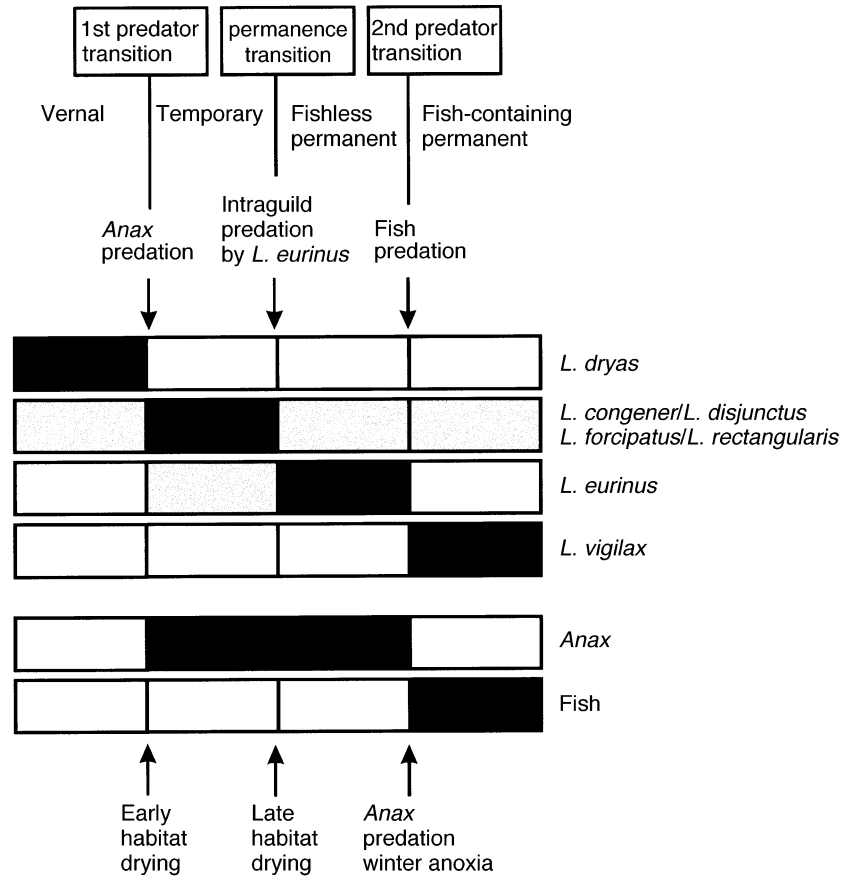 1st predator
transition
permanence
transition
2nd predator
transition
Vernal
Temporary
Fishless
permanent
Fish-containing
permanent
Anax
predation
Intraguild
predation
by L. eurinus
Fish
predation
L. dryas
L. congener/L. disjunctus
L. forcipatus/L. rectangularis
L. eurinus
L. vigilax
Anax
Fish
Early
habitat
drying
Late
habitat
drying
Anax
predation
winter anoxia